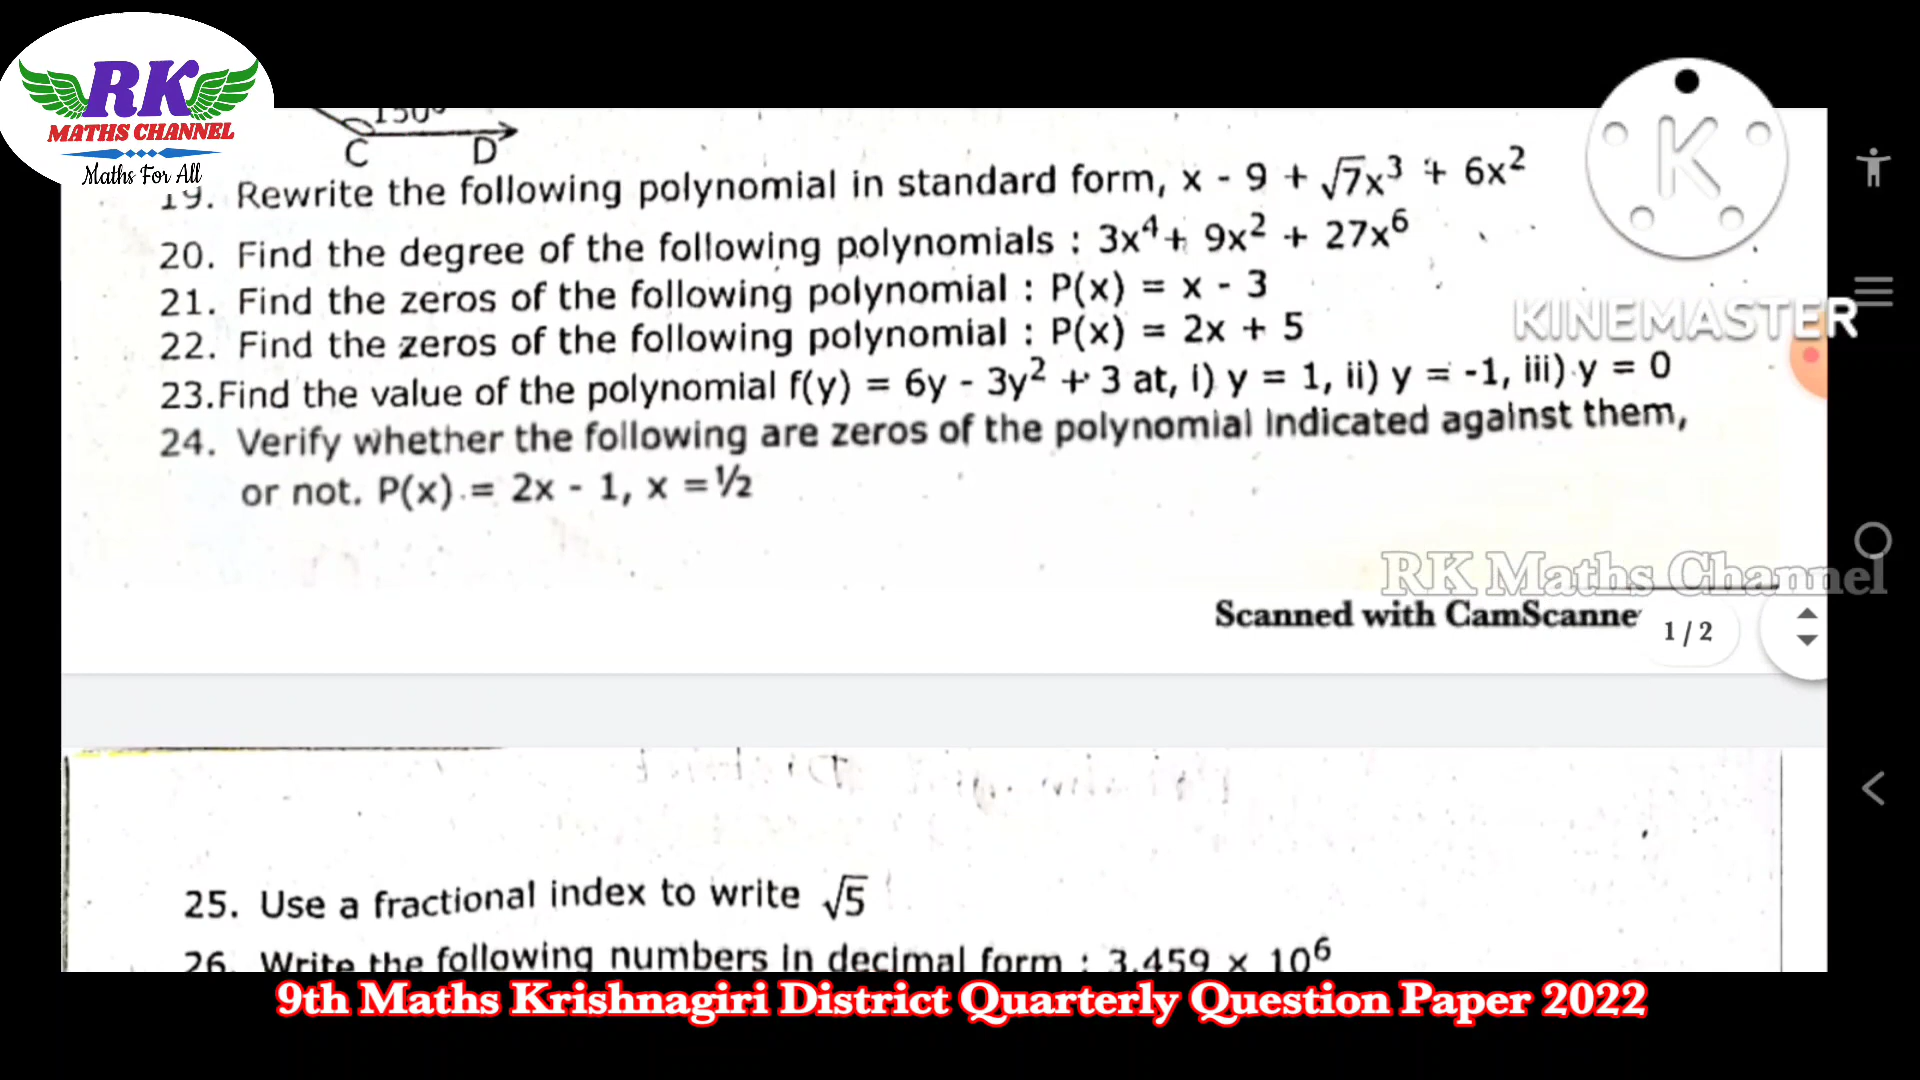 RK
MATHS CHANNEL
Maths For All
150°
C D
19. Rewrite the following polynomial in standard form, x - 9 + √7x³ + 6x²
20. Find the degree of the following polynomials : 3x⁴ + 9x² + 27x⁶
21. Find the zeros of the following polynomial : P(x) = x - 3
22. Find the zeros of the following polynomial : P(x) = 2x + 5
23.Find the value of the polynomial f(y) = 6y - 3y² + 3 at, i) y = 1, ii) y = -1, iii) y = 0
24. Verify whether the following are zeros of the polynomial Indicated against them,
or not. P(x) = 2x - 1, x = ½
K
KINEMASTER
RK Maths Channel
Scanned with CamScanne
1 / 2
25. Use a fractional index to write √5
26. Write the following numbers in decimal form : 3.459 × 10⁶
9th Maths Krishnagiri District Quarterly Question Paper 2022